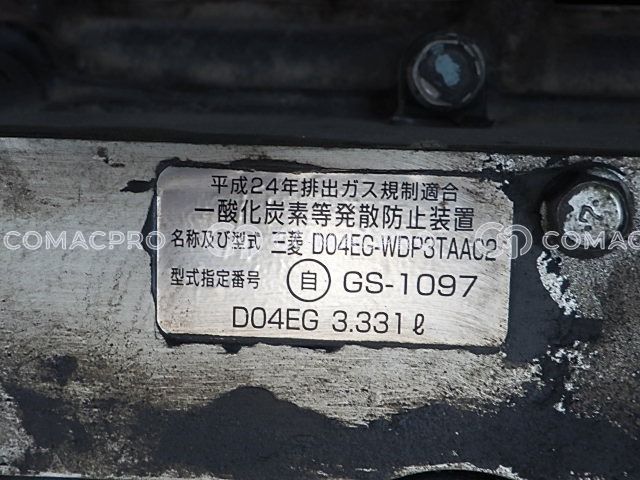 平成24年排出ガス規制適合
一酸化炭素等発散防止装置
名称及び型式 三菱 D04EG-WDP3TAAC2
型式指定番号 自 GS-1097
D04EG 3.331ℓ
COMACPRO
COMACPRO
COMACPRO
7